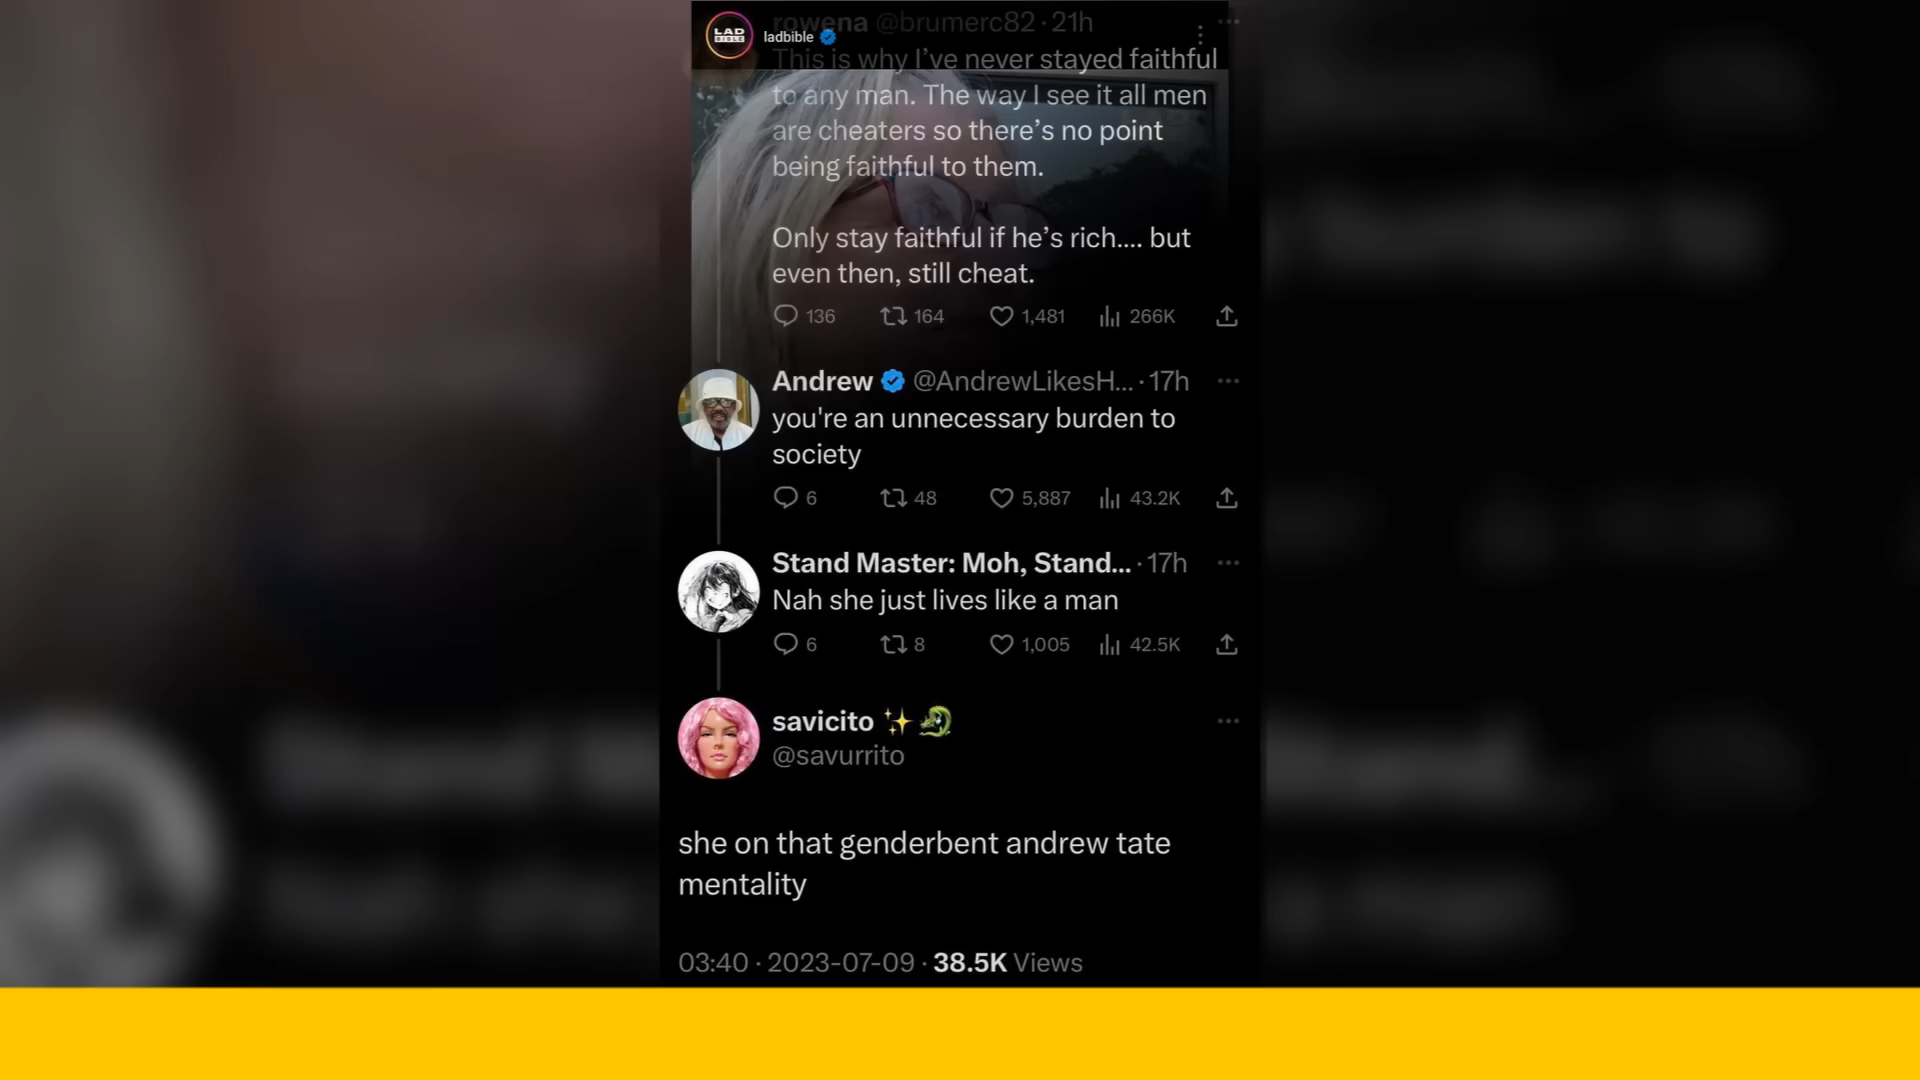 rowena @brumerc82 · 21h
LAD BIBLE ladbible
This is why I've never stayed faithful
to any man. The way I see it all men
are cheaters so there's no point
being faithful to them.
Only stay faithful if he's rich.... but
even then, still cheat.
136 164 1,481 266K
Andrew @AndrewLikesH... · 17h
you're an unnecessary burden to
society
6 48 5,887 43.2K
Stand Master: Moh, Stand... · 17h
Nah she just lives like a man
6 8 1,005 42.5K
savicito ✨🐉
@savurrito
she on that genderbent andrew tate
mentality
03:40 · 2023-07-09 · 38.5K Views